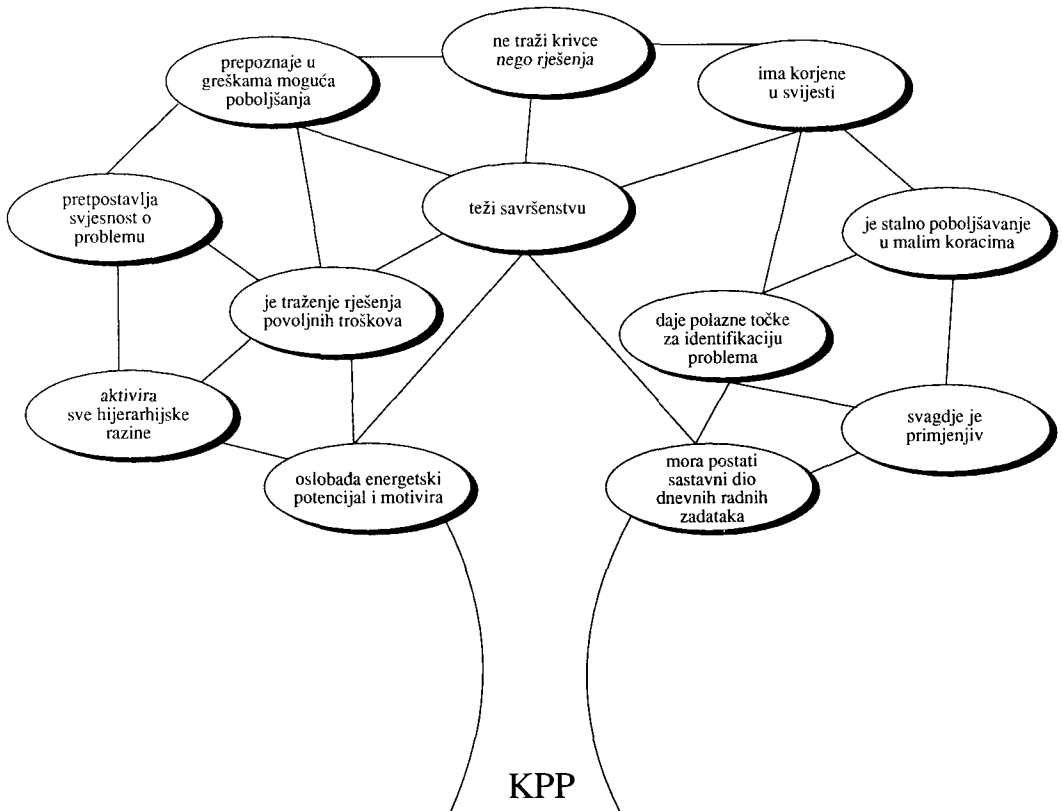 ne traži krivce
nego rješenja
prepoznaje u
greškama moguća
poboljšanja
ima korjene
u svijesti
pretpostavlja
svjesnost o
problemu
teži savršenstvu
je stalno poboljšavanje
u malim koracima
je traženje rješenja
povoljnih troškova
daje polazne točke
za identifikaciju
problema
aktivira
sve hijerarhijske
razine
svagdje je
primjenjiv
oslobađa energetski
potencijal i motivira
mora postati
sastavni dio
dnevnih radnih
zadataka
KPP